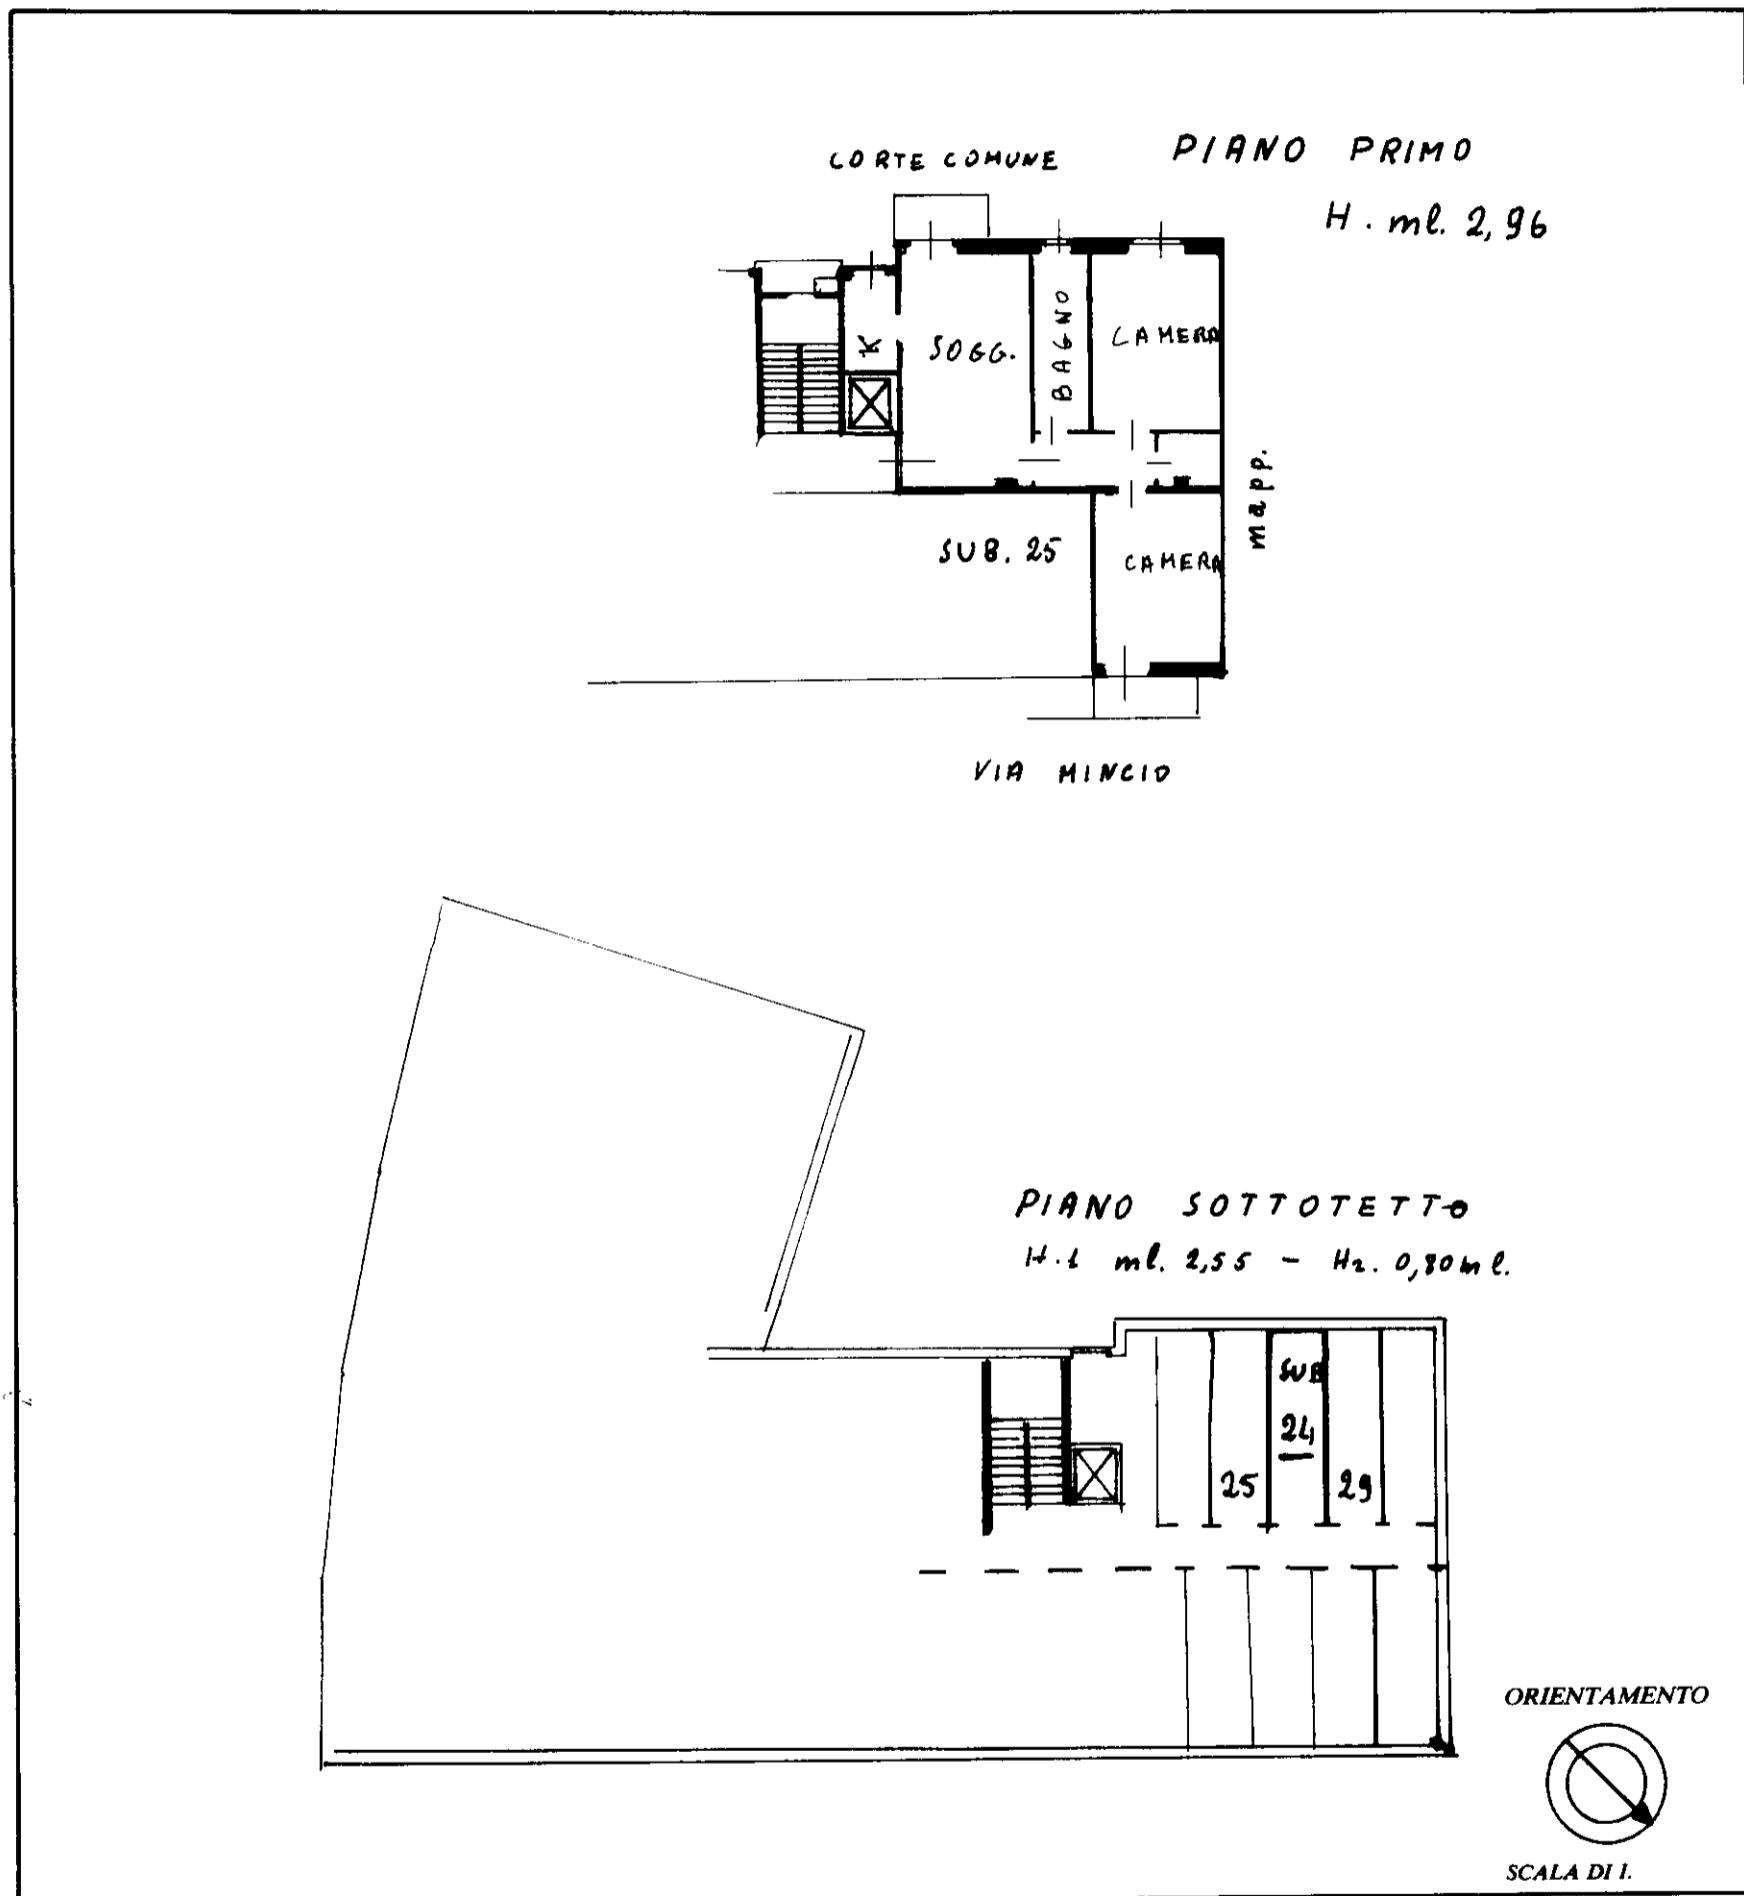 PIANO PRIMO
CORTE COMUNE
H. ml. 2,96
K
SOGG.
BAGNO
CAMERA
mapp.
SUB. 25
CAMERA
VIA MINCIO
PIANO SOTTOTETTO
H.1 ml. 2,55 - H2. 0,80 ml.
SUB
24
25
29
ORIENTAMENTO
SCALA DI 1.